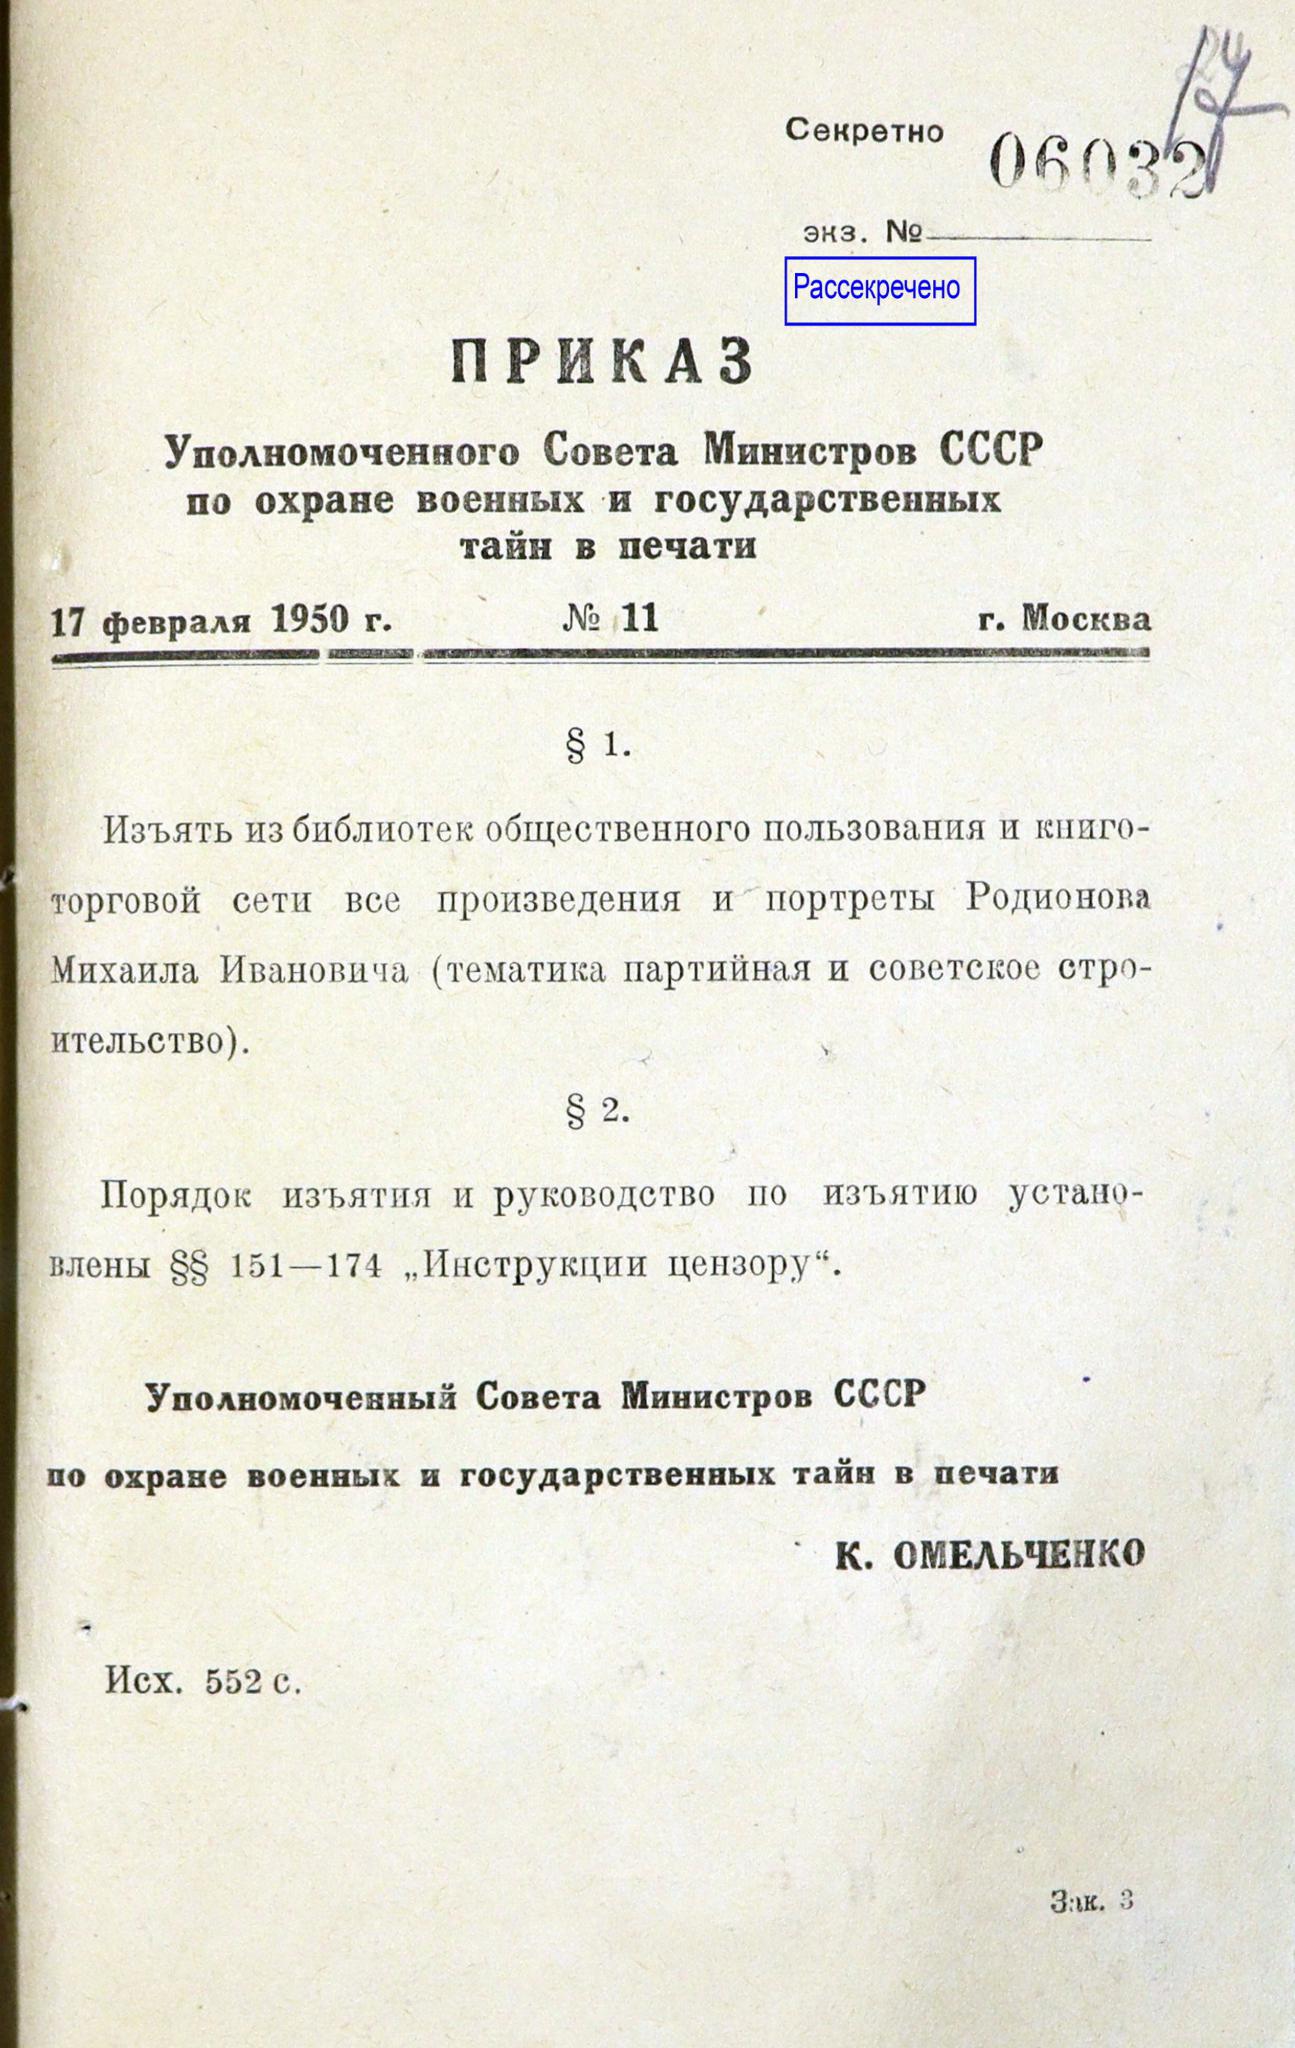 Секретно
06032
экз. №
Рассекречено
ПРИКАЗ
Уполномоченного Совета Министров СССР
по охране военных и государственных
тайн в печати
17 февраля 1950 г. № 11 г. Москва
§ 1.
Изъять из библиотек общественного пользования и книго-
торговой сети все произведения и портреты Родионова
Михаила Ивановича (тематика партийная и советское стро-
ительство).
§ 2.
Порядок изъятия и руководство по изъятию устано-
влены §§ 151—174 „Инструкции цензору“.
Уполномоченный Совета Министров СССР
по охране военных и государственных тайн в печати
К. ОМЕЛЬЧЕНКО
Исх. 552 с.
Зак. 3